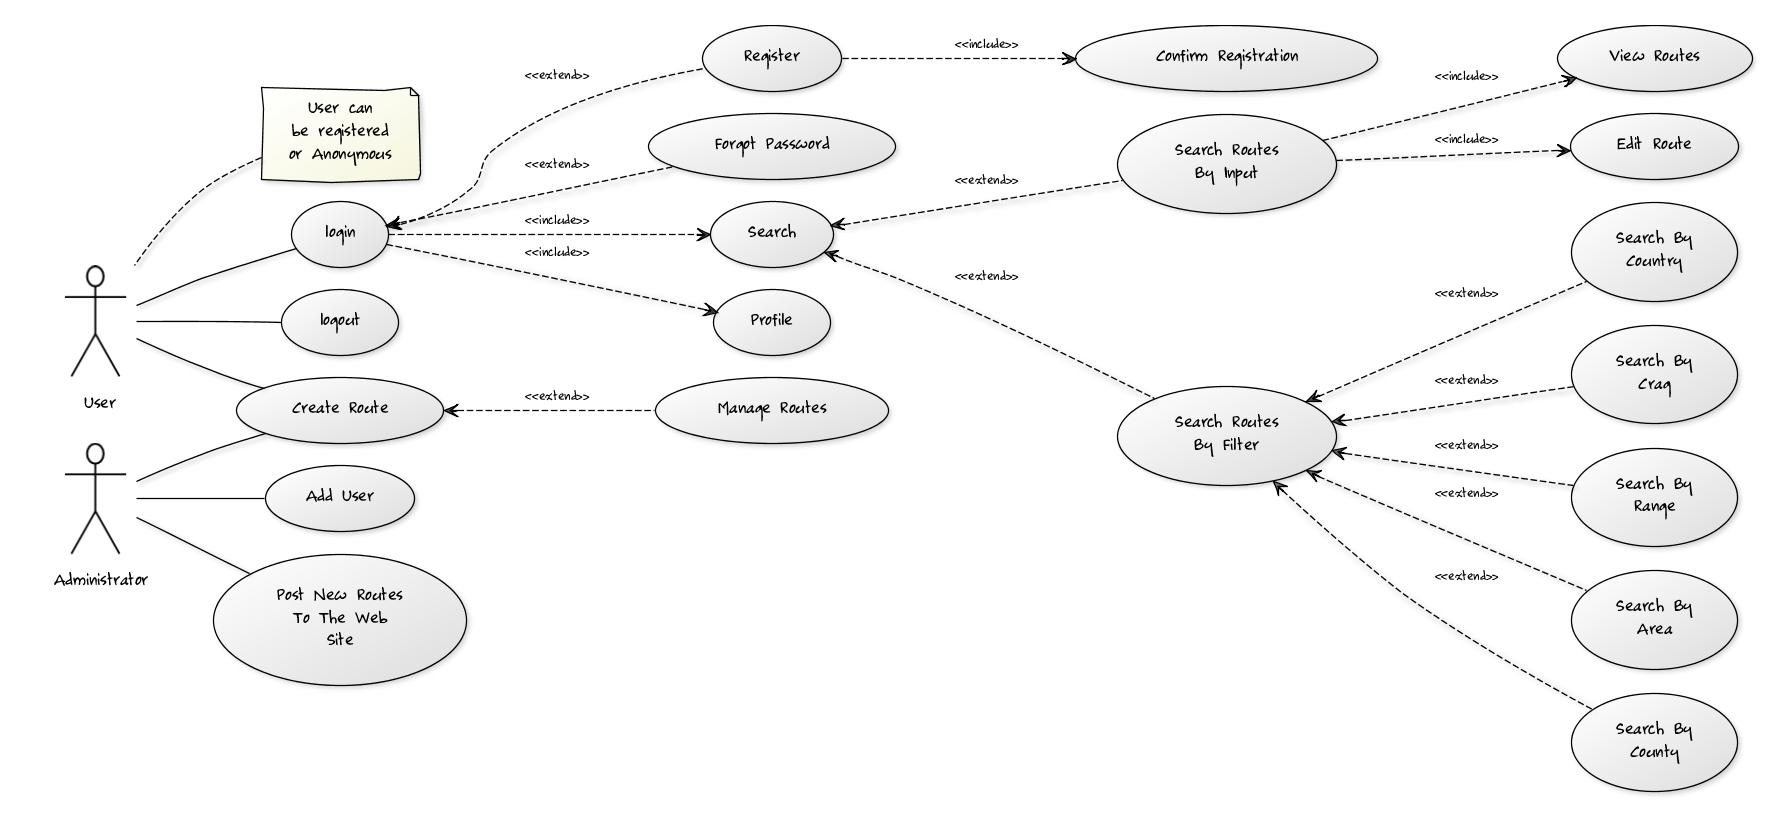 Register
<<include>>
Confirm Registration
View Routes
<<extend>>
<<include>>
User can
be registered
or Anonymous
Forgot Password
<<extend>>
Search Routes
By Input
<<include>>
Edit Route
<<extend>>
login
<<include>>
Search
<<include>>
<<extend>>
Search By
Country
<<extend>>
logout
Profile
User
Create Route
<<extend>>
Manage Routes
Search Routes
By Filter
<<extend>>
Search By
Crag
<<extend>>
Search By
Range
<<extend>>
Administrator
Add User
Post New Routes
To The Web
Site
<<extend>>
Search By
Area
Search By
County